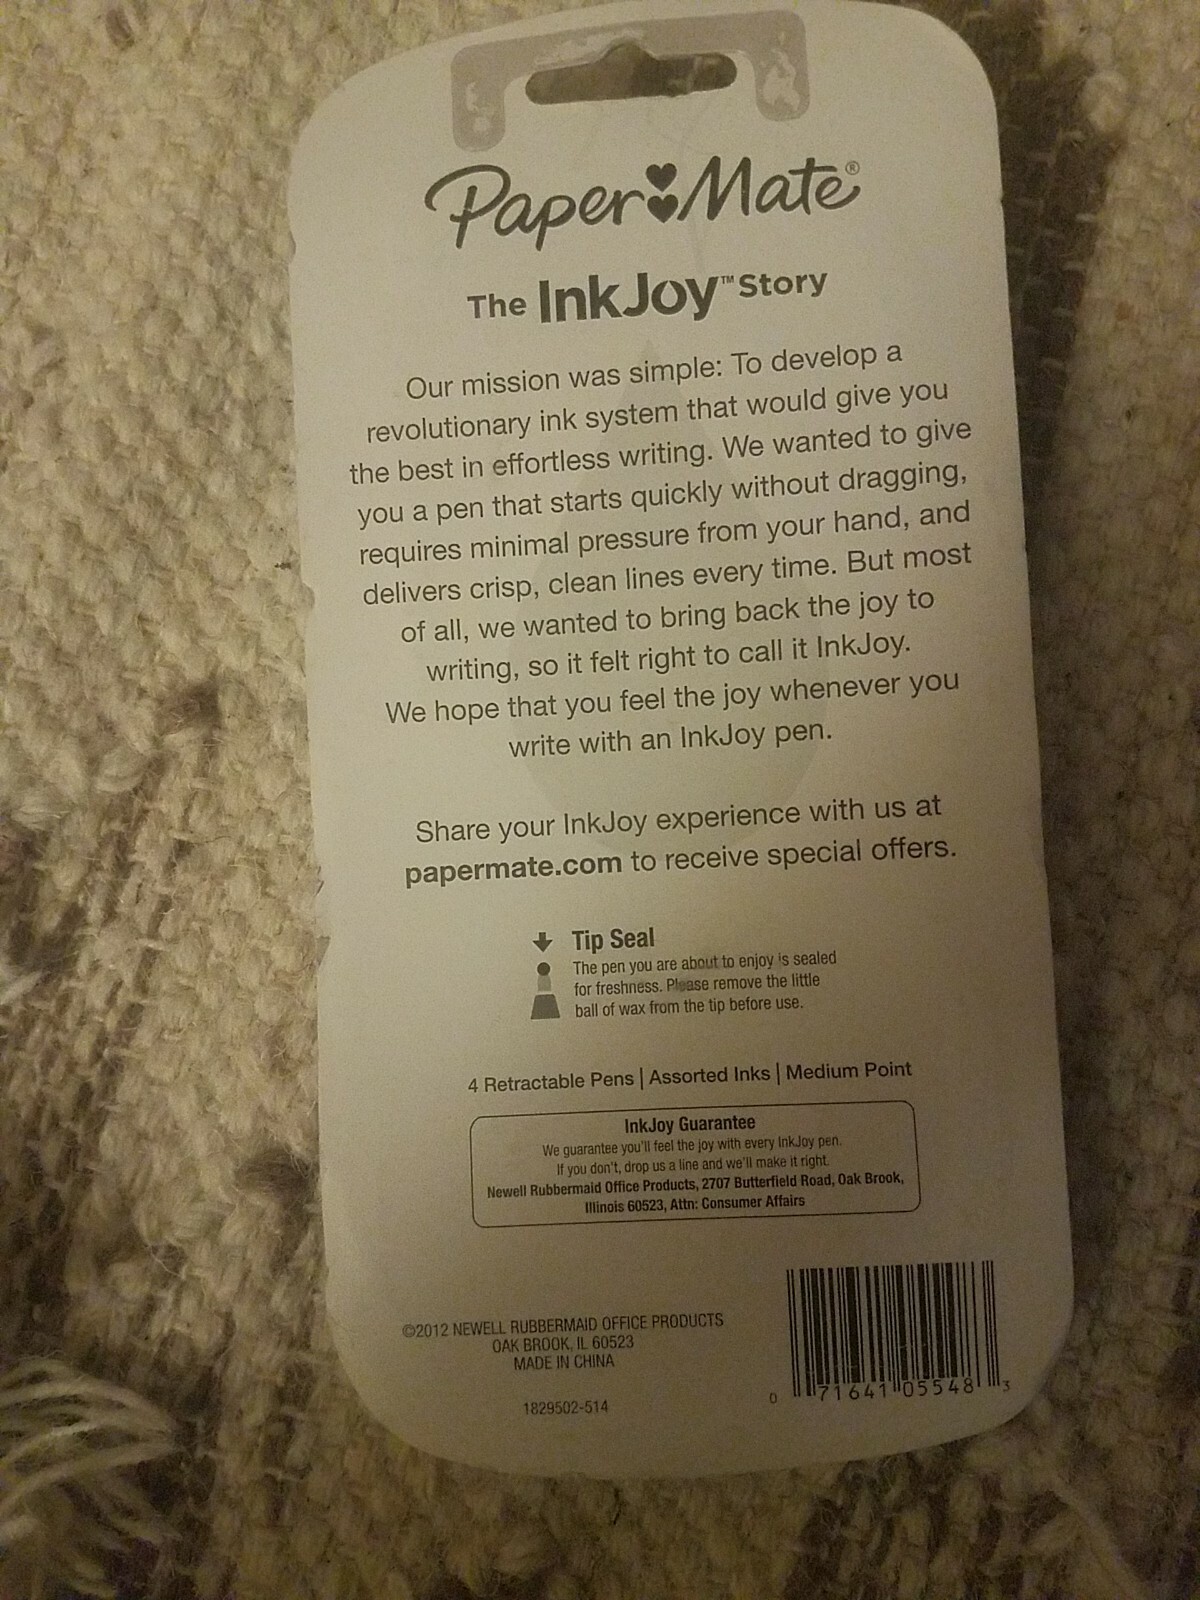 Paper Mate®
The InkJoy™ Story
Our mission was simple: To develop a
revolutionary ink system that would give you
the best in effortless writing. We wanted to give
you a pen that starts quickly without dragging,
requires minimal pressure from your hand, and
delivers crisp, clean lines every time. But most
of all, we wanted to bring back the joy to
writing, so it felt right to call it InkJoy.
We hope that you feel the joy whenever you
write with an InkJoy pen.
Share your InkJoy experience with us at
papermate.com to receive special offers.
Tip Seal
The pen you are about to enjoy is sealed
for freshness. Please remove the little
ball of wax from the tip before use.
4 Retractable Pens | Assorted Inks | Medium Point
InkJoy Guarantee
We guarantee you'll feel the joy with every InkJoy pen.
If you don't, drop us a line and we'll make it right.
Newell Rubbermaid Office Products, 2707 Butterfield Road, Oak Brook,
Illinois 60523, Attn: Consumer Affairs
©2012 NEWELL RUBBERMAID OFFICE PRODUCTS
OAK BROOK, IL 60523
MADE IN CHINA
1829502-514
0 71641 05548 3